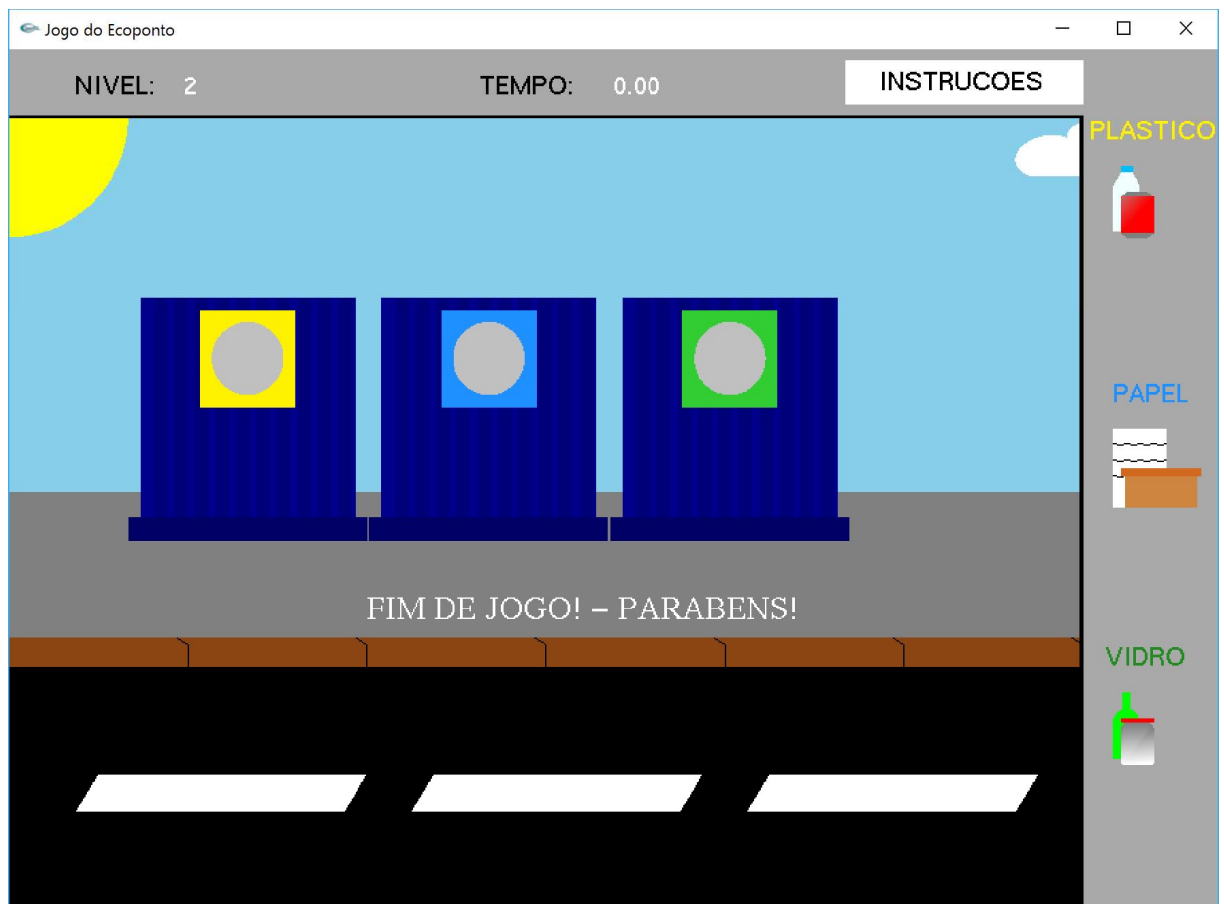 Jogo do Ecoponto
NIVEL: 2 TEMPO: 0.00 INSTRUCOES
PLASTICO
PAPEL
FIM DE JOGO! – PARABENS!
VIDRO